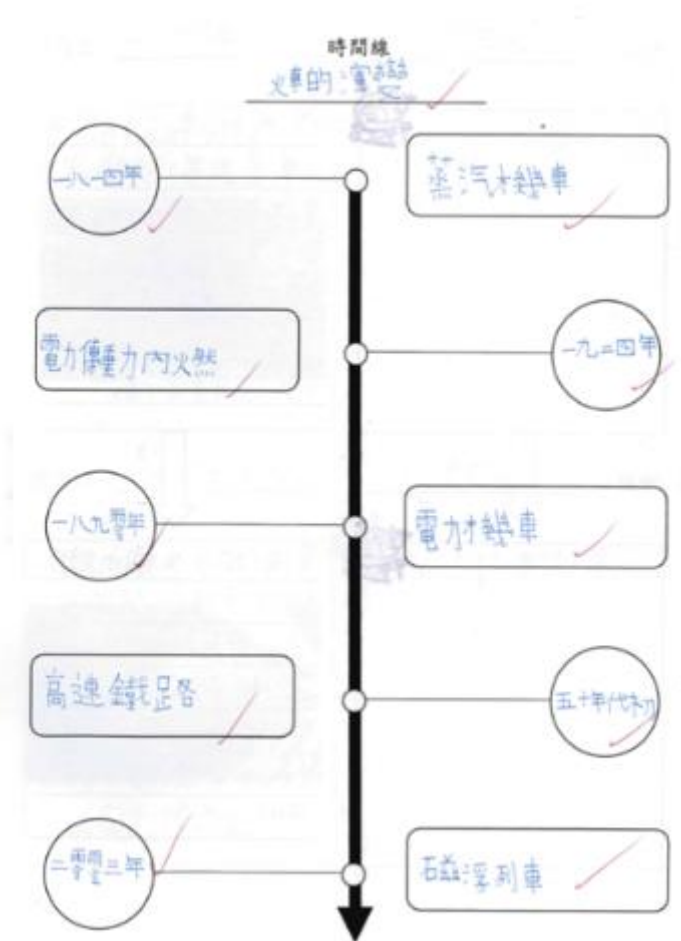 時間線
火車的演變
一八一四年
蒸汽機車
電力傳動內燃
一九二四年
一八九零年
電力機車
高速鐵路
五十年代初
二零零三年
磁浮列車